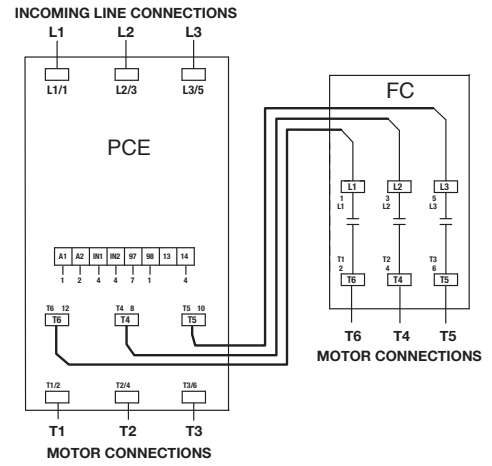 INCOMING LINE CONNECTIONS
L1 L2 L3
L1/1 L2/3 L3/5
PCE
A1 A2 IN1 IN2 97 98 13 14
1 2 4 4 7 1 4
T6 12 T4 8 T5 10
T6 T4 T5
T1/2 T2/4 T3/6
T1 T2 T3
MOTOR CONNECTIONS
FC
L1 L2 L3
1 3 5
L1 L2 L3
T1 T2 T3
2 4 6
T6 T4 T5
T6 T4 T5
MOTOR CONNECTIONS